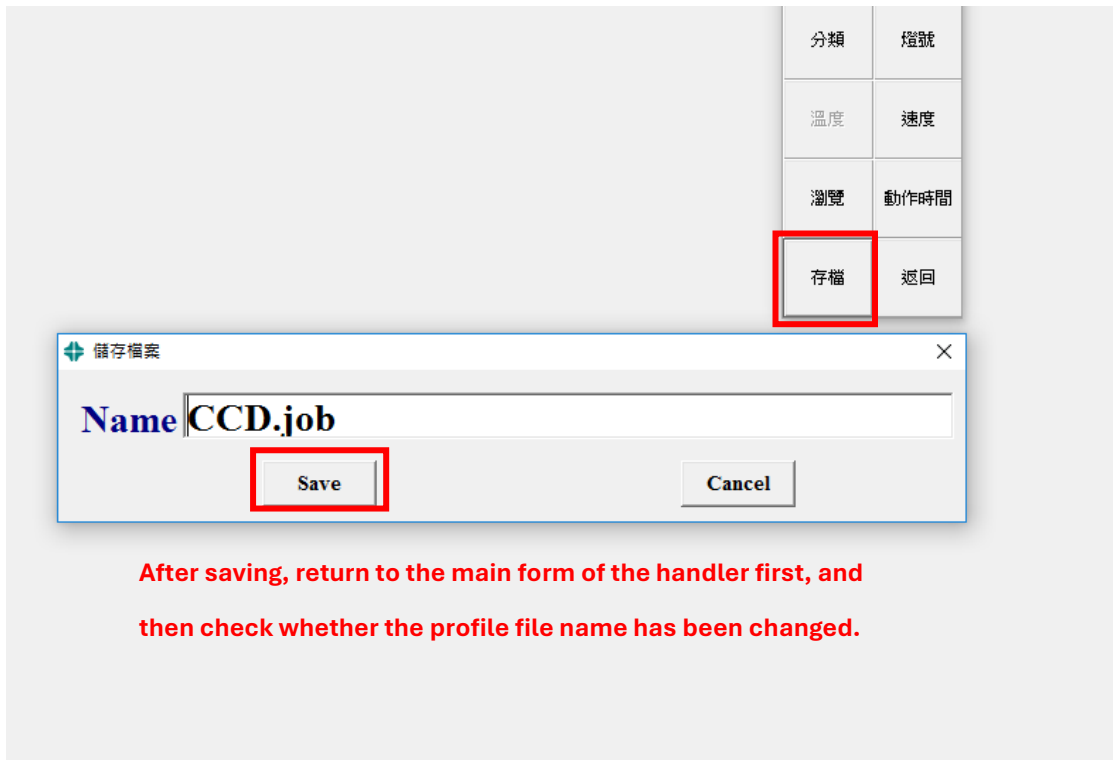 分類 燈號
溫度 速度
瀏覽 動作時間
存檔 返回
儲存檔案
Name CCD.job
Save Cancel
After saving, return to the main form of the handler first, and
then check whether the profile file name has been changed.